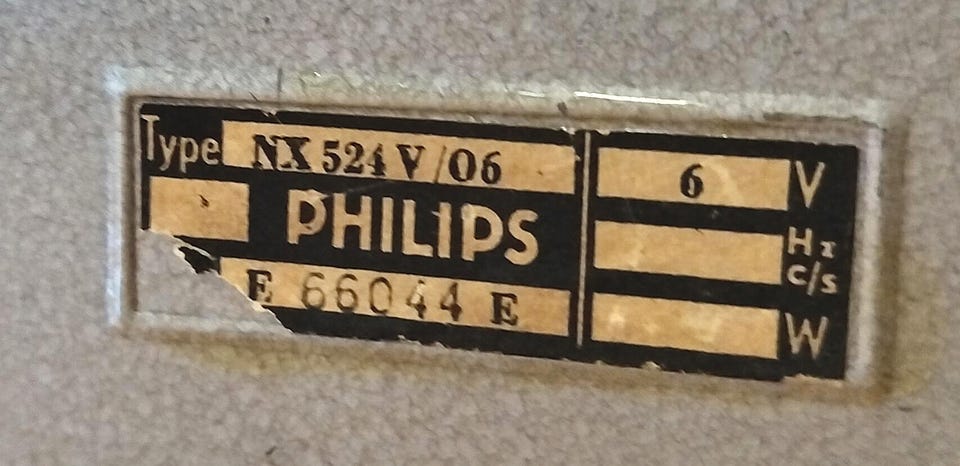 Type NX 524 V /06
PHILIPS
E 66044 E
6 V
Hz
c/s
W